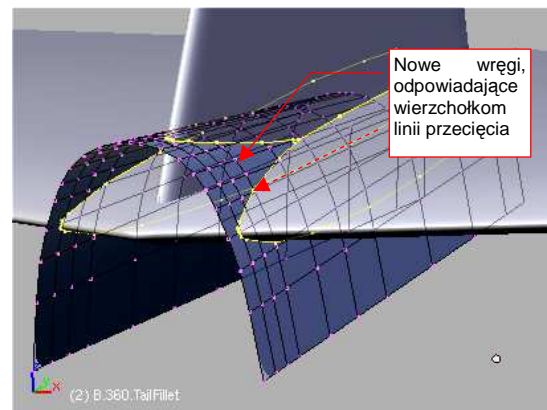 Nowe wręgi,
odpowiadające
wierzchołkom
linii przecięcia
(2) B.360.TailFillet